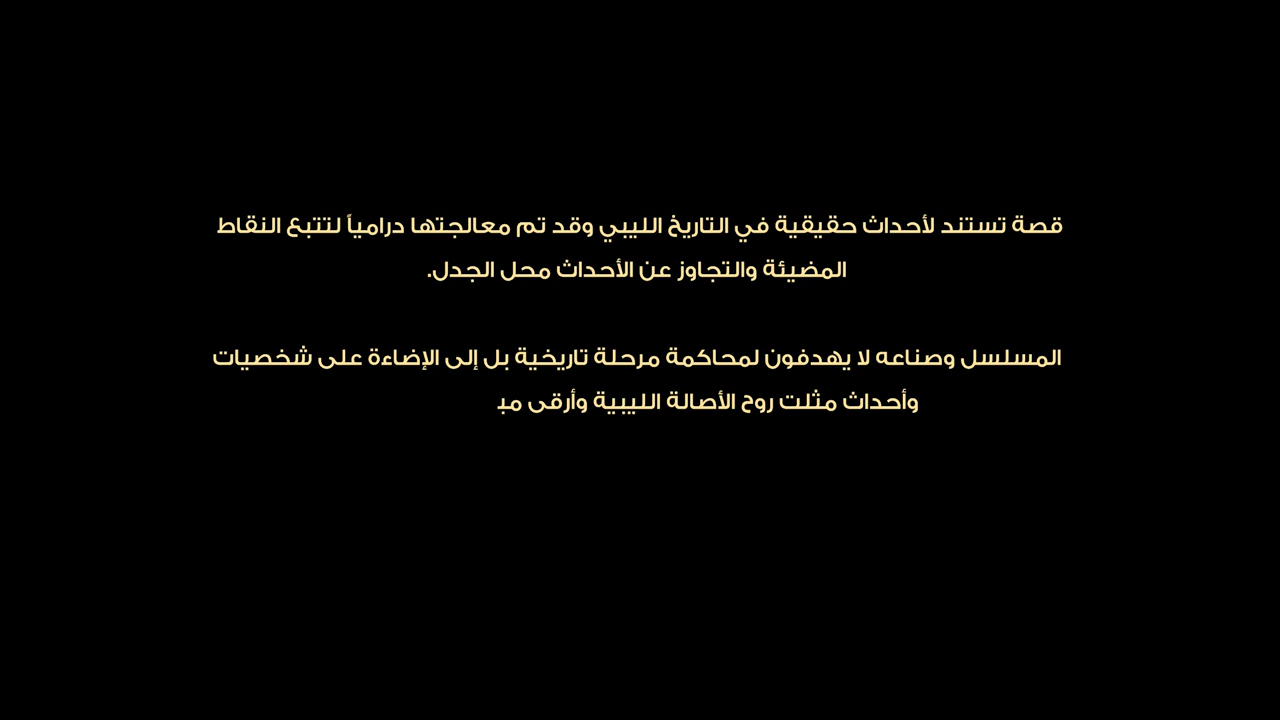 قصة تستند لأحداث حقيقية في التاريخ الليبي وقد تم معالجتها درامياً لتتبع النقاط
المضيئة والتجاوز عن الأحداث محل الجدل.
المسلسل وصناعه لا يهدفون لمحاكمة مرحلة تاريخية بل إلى الإضاءة على شخصيات
وأحداث مثلت روح الأصالة الليبية وأرقى مب